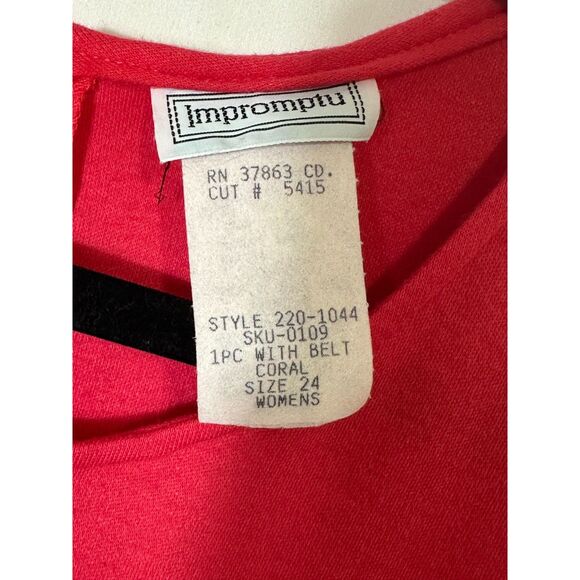 Impromptu
RN 37863 CD.
CUT # 5415
STYLE 220-1044
SKU-0109
1PC WITH BELT
CORAL
SIZE 24
WOMENS